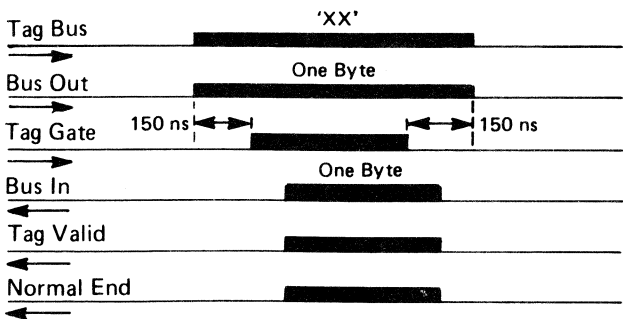 'XX'
Tag Bus
One Byte
Bus Out
150 ns
150 ns
Tag Gate
One Byte
Bus In
Tag Valid
Normal End